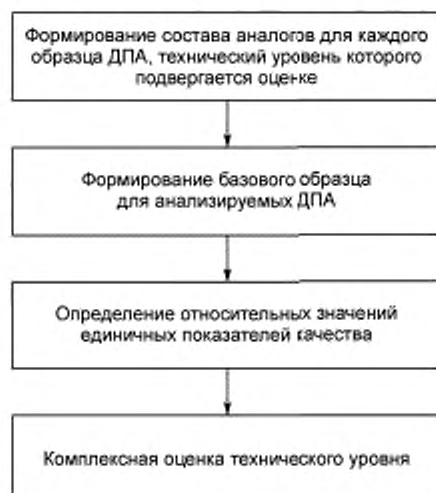 Формирование состава аналогов для каждого
образца ДПА, технический уровень которого
подвергается оценке
Формирование базового образца
для анализируемых ДПА
Определение относительных значений
единичных показателей качества
Комплексная оценка технического уровня